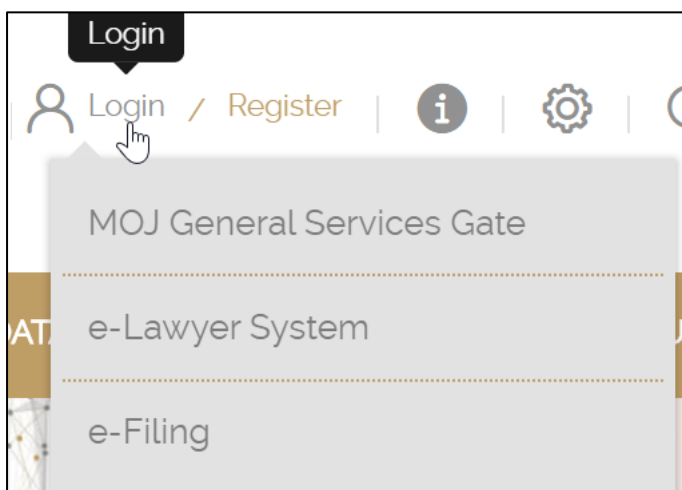 Login
Login / Register
MOJ General Services Gate
e-Lawyer System
e-Filing